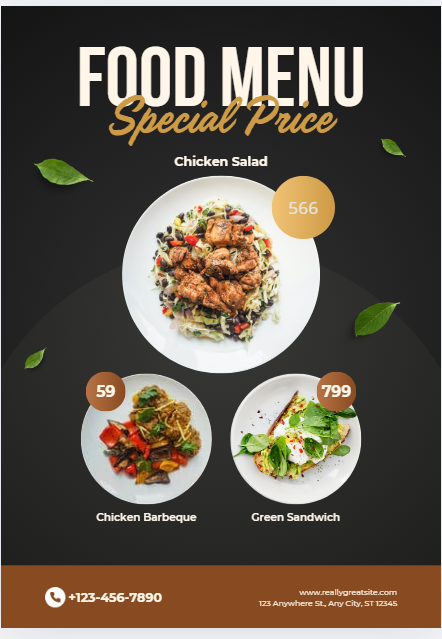 FOOD MENU
Special Price
Chicken Salad
566
59
799
Chicken Barbeque
Green Sandwich
+123-456-7890
www.reallygreatsite.com
123 Anywhere St., Any City, ST 12345